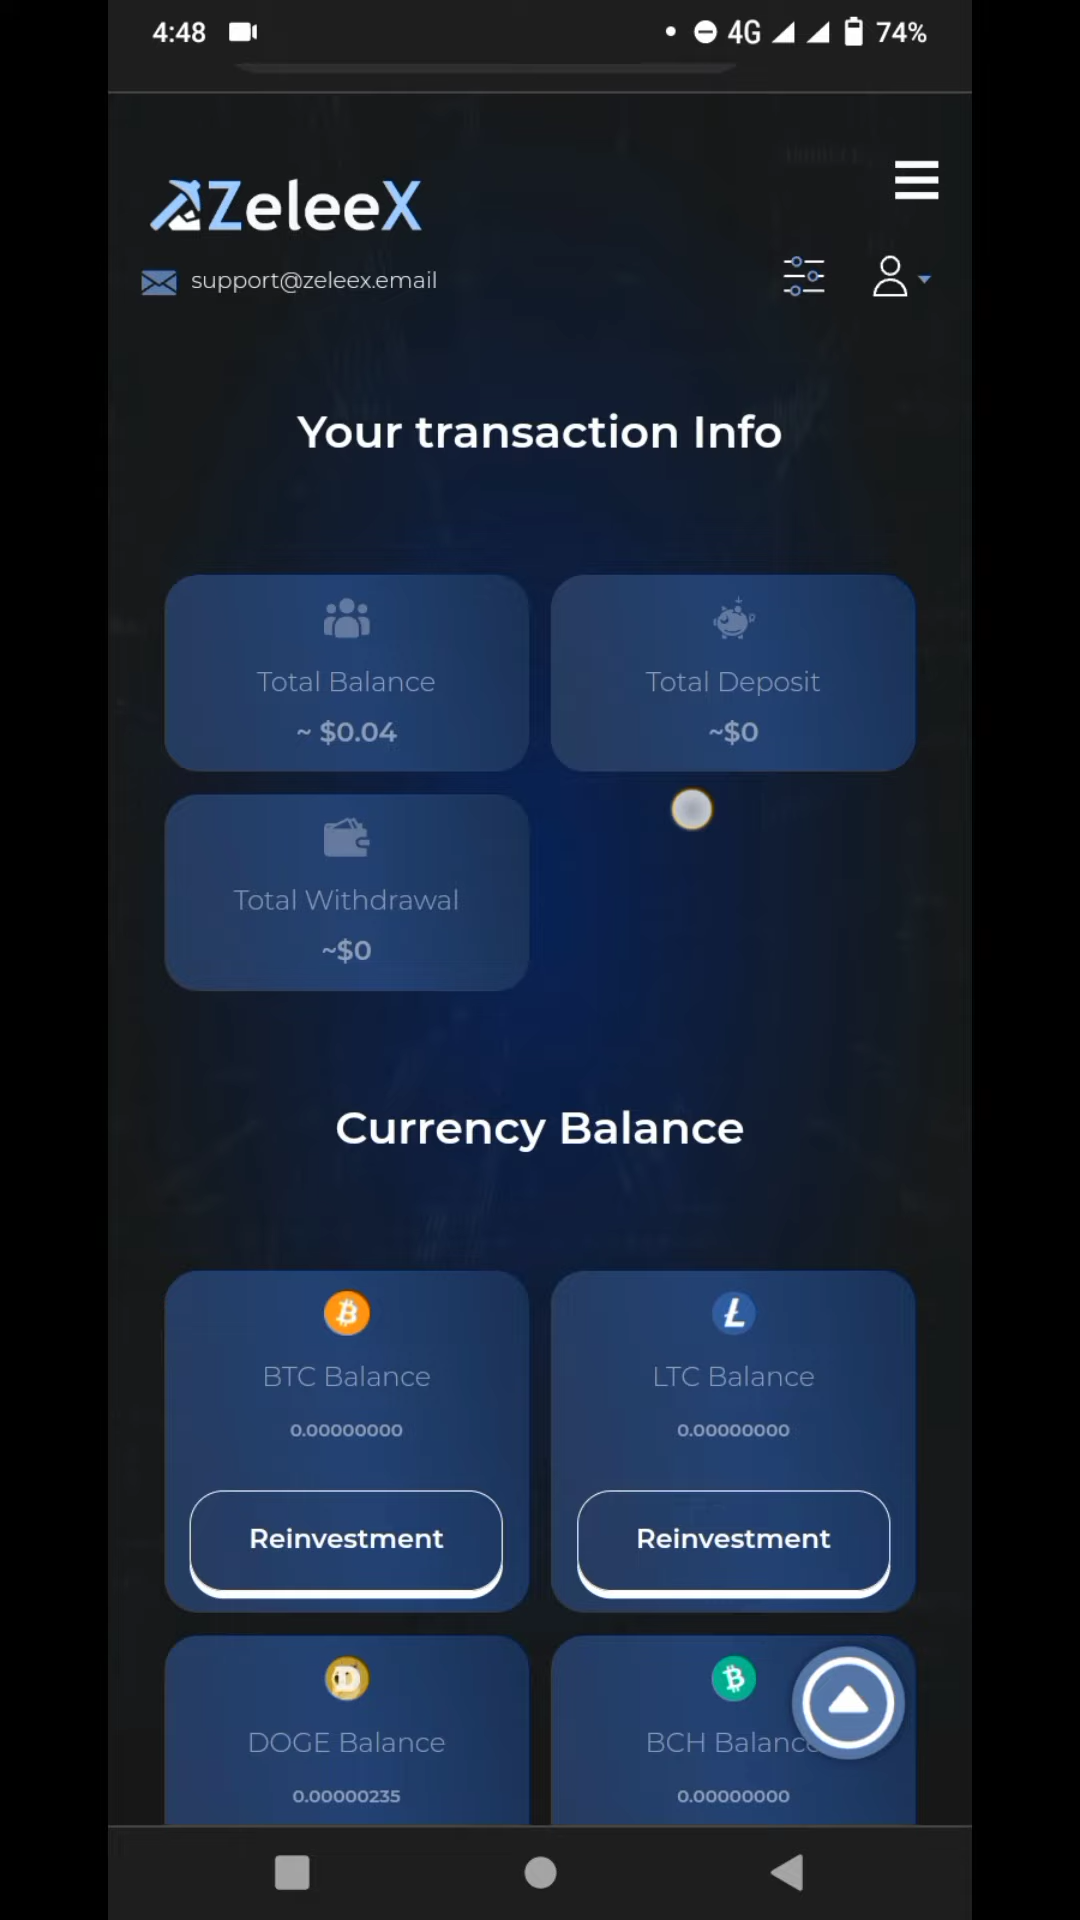 4:48
4G
74%
ZeleeX
support@zeleex.email
Your transaction Info
Total Balance
~ $0.04
Total Deposit
~$0
Total Withdrawal
~$0
Currency Balance
BTC Balance
0.00000000
Reinvestment
LTC Balance
0.00000000
Reinvestment
DOGE Balance
0.00000235
BCH Balance
0.00000000